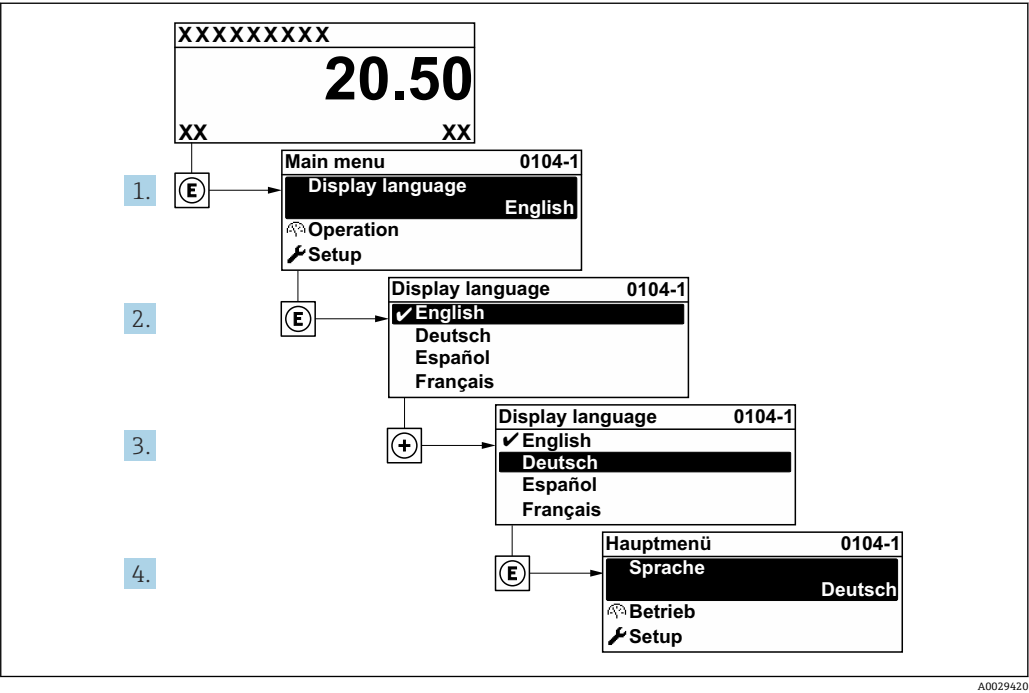 XXXXXXXXX
20.50
XX XX
1. E
Main menu 0104-1
Display language
English
Operation
Setup
2. E
Display language 0104-1
✔English
Deutsch
Español
Français
3. +
Display language 0104-1
✔English
Deutsch
Español
Français
4. E
Hauptmenü 0104-1
Sprache
Deutsch
Betrieb
Setup
A0029420